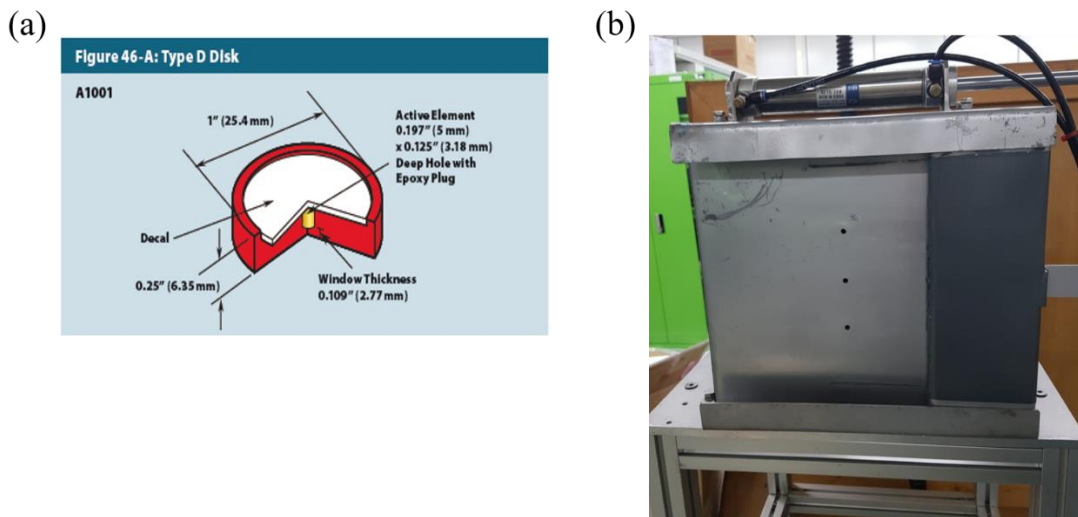 (a)
(b)
Figure 46-A: Type D Disk
A1001
1" (25.4 mm)
Active Element
0.197" (5 mm)
x 0.125" (3.18 mm)
Deep Hole with
Epoxy Plug
Decal
0.25" (6.35 mm)
Window Thickness
0.109" (2.77 mm)